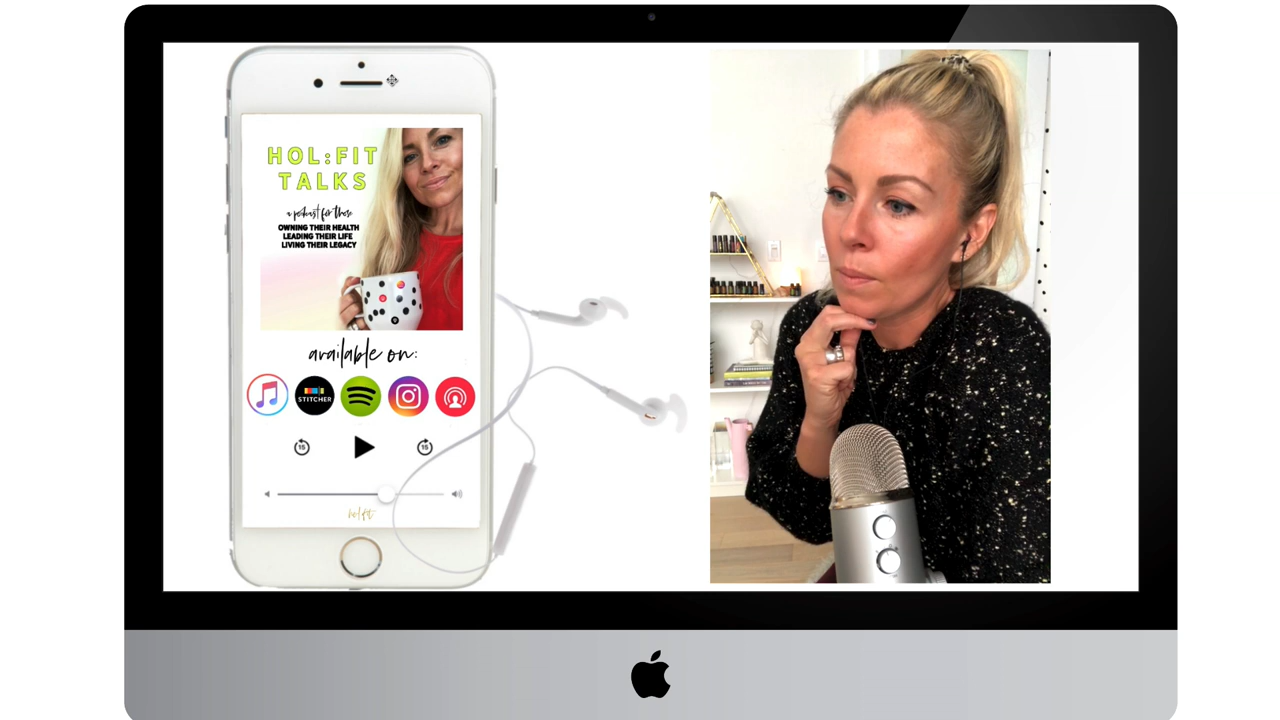 HOL:FIT
TALKS
a podcast for those
OWNING THEIR HEALTH
LEADING THEIR LIFE
LIVING THEIR LEGACY
available on:
STITCHER
15
15
hol:fit